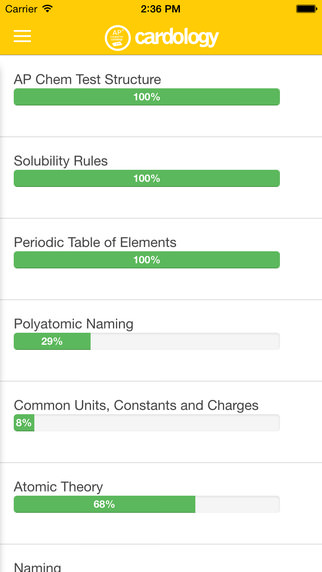 Carrier 2:36 PM
AP cardology
AP Chem Test Structure
100%
Solubility Rules
100%
Periodic Table of Elements
100%
Polyatomic Naming
29%
Common Units, Constants and Charges
8%
Atomic Theory
68%
Naming